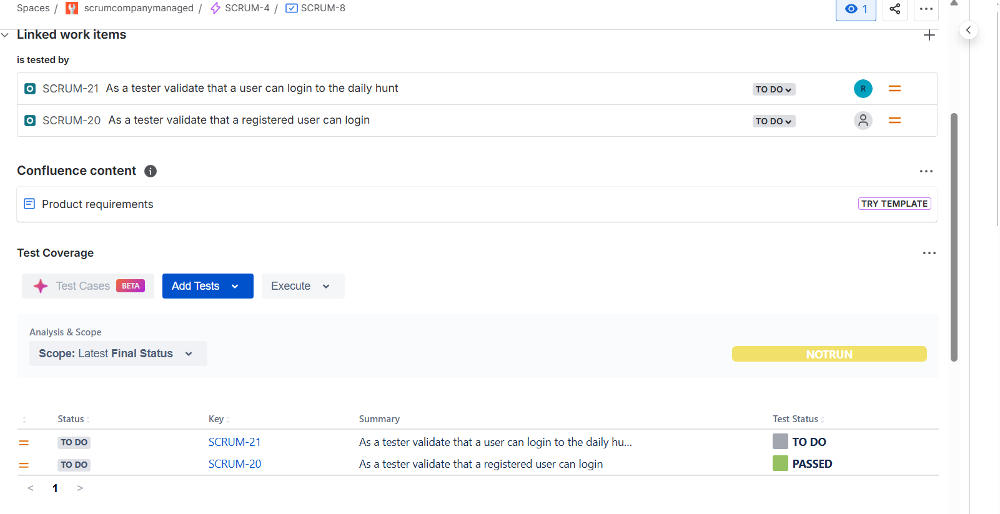 Spaces / scrumcompanymanaged / SCRUM-4 / SCRUM-8
1
Linked work items
is tested by
SCRUM-21 As a tester validate that a user can login to the daily hunt TO DO R
SCRUM-20 As a tester validate that a registered user can login TO DO
Confluence content
Product requirements TRY TEMPLATE
Test Coverage
Test Cases BETA Add Tests Execute
Analysis & Scope
Scope: Latest Final Status
NOTRUN
Status Key Summary Test Status
TO DO SCRUM-21 As a tester validate that a user can login to the daily hu... TO DO
TO DO SCRUM-20 As a tester validate that a registered user can login PASSED
< 1 >